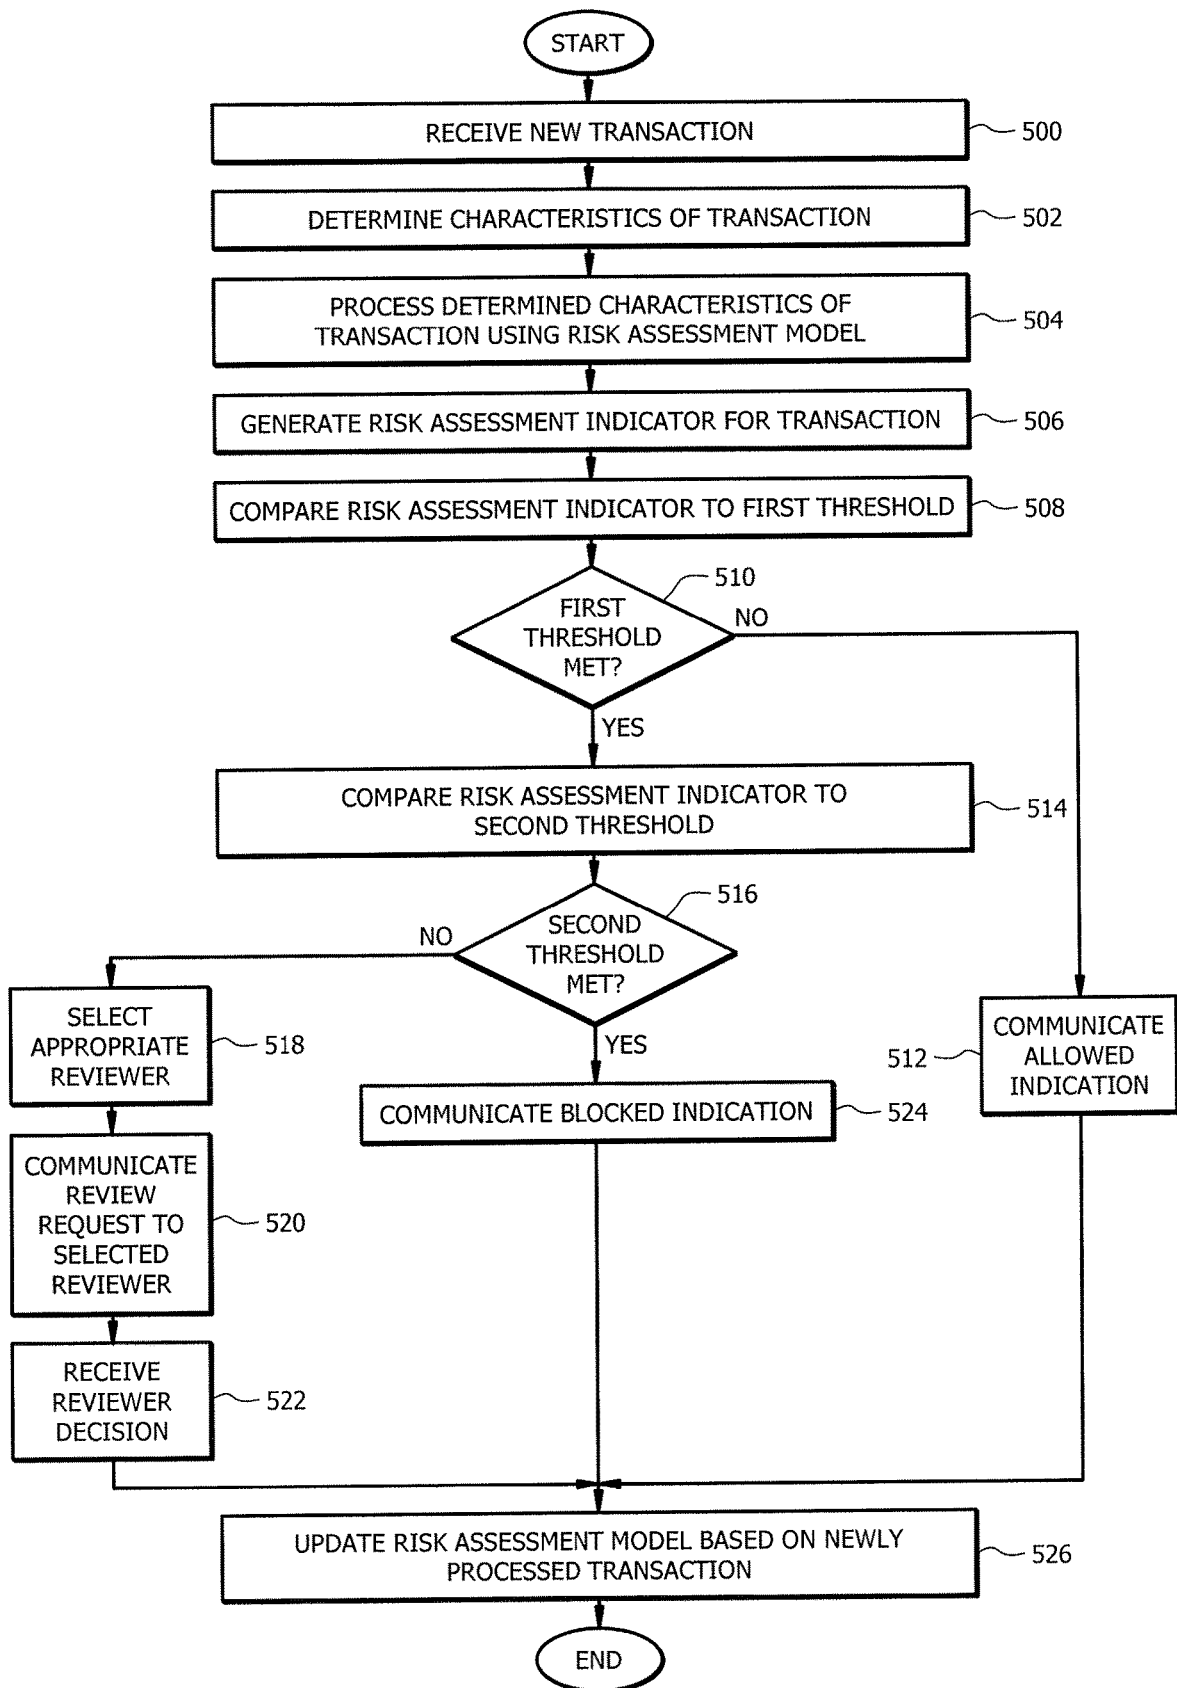 START
RECEIVE NEW TRANSACTION
500
DETERMINE CHARACTERISTICS OF TRANSACTION
502
PROCESS DETERMINED CHARACTERISTICS OF
TRANSACTION USING RISK ASSESSMENT MODEL
504
GENERATE RISK ASSESSMENT INDICATOR FOR TRANSACTION
506
COMPARE RISK ASSESSMENT INDICATOR TO FIRST THRESHOLD
508
510
FIRST
THRESHOLD
MET?
NO
YES
COMPARE RISK ASSESSMENT INDICATOR TO
SECOND THRESHOLD
514
516
SECOND
THRESHOLD
MET?
NO
YES
SELECT
APPROPRIATE
REVIEWER
518
COMMUNICATE BLOCKED INDICATION
524
512
COMMUNICATE
ALLOWED
INDICATION
COMMUNICATE
REVIEW
REQUEST TO
SELECTED
REVIEWER
520
RECEIVE
REVIEWER
DECISION
522
UPDATE RISK ASSESSMENT MODEL BASED ON NEWLY
PROCESSED TRANSACTION
526
END